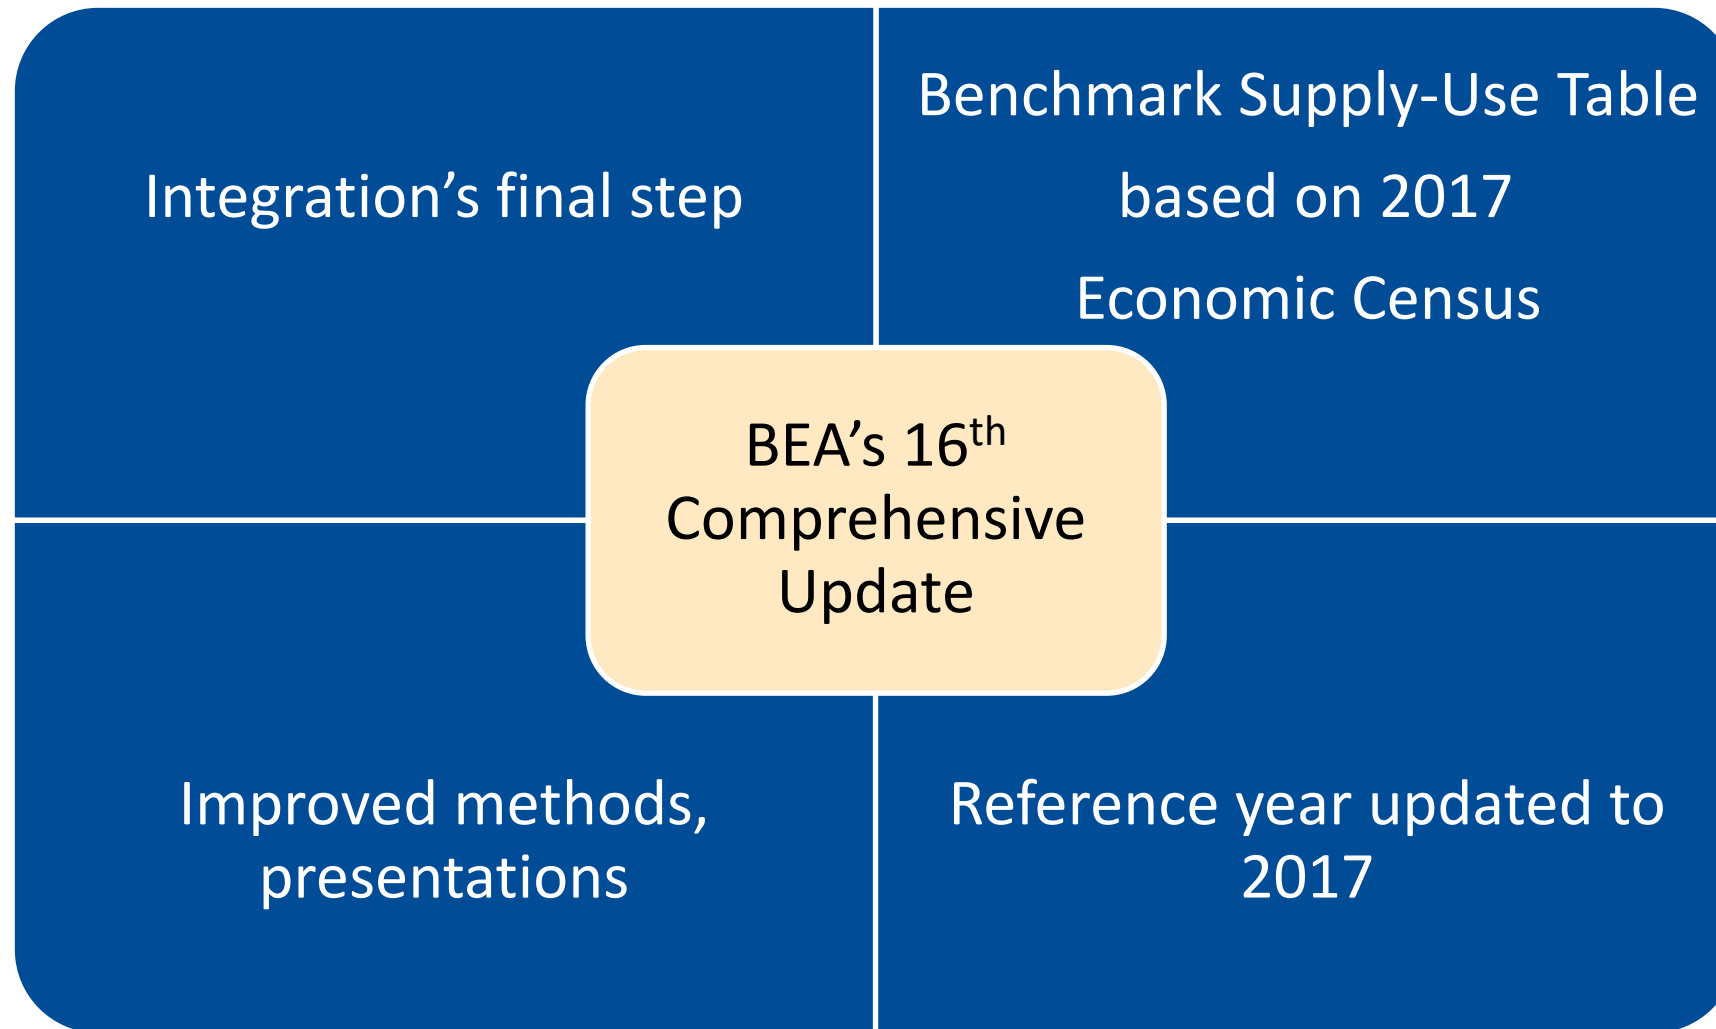 Integration’s final step
Benchmark Supply-Use Table
based on 2017
Economic Census
BEA’s 16th
Comprehensive
Update
Improved methods,
presentations
Reference year updated to
2017